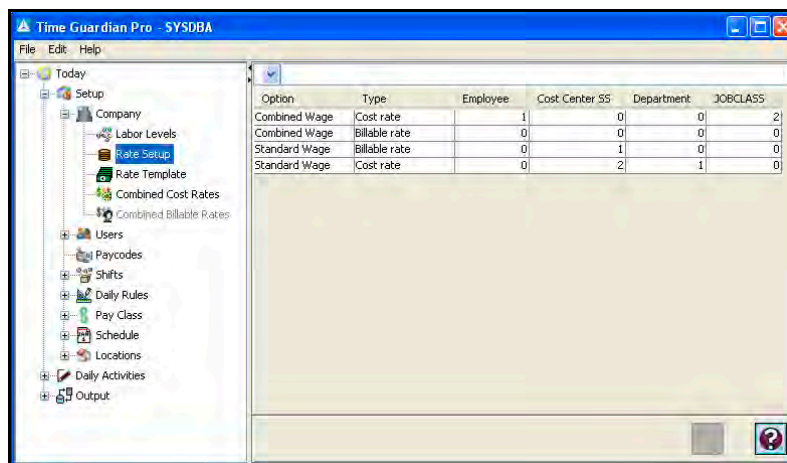 Time Guardian Pro - SYSDBA
File Edit Help
Today
Setup
Company
Labor Levels
Rate Setup
Rate Template
Combined Cost Rates
Combined Billable Rates
Users
Paycodes
Shifts
Daily Rules
Pay Class
Schedule
Locations
Daily Activities
Output
Option Type Employee Cost Center SS Department JOBCLASS
Combined Wage Cost rate 1 0 0 2
Combined Wage Billable rate 0 0 0 0
Standard Wage Billable rate 0 1 0 0
Standard Wage Cost rate 0 2 1 0